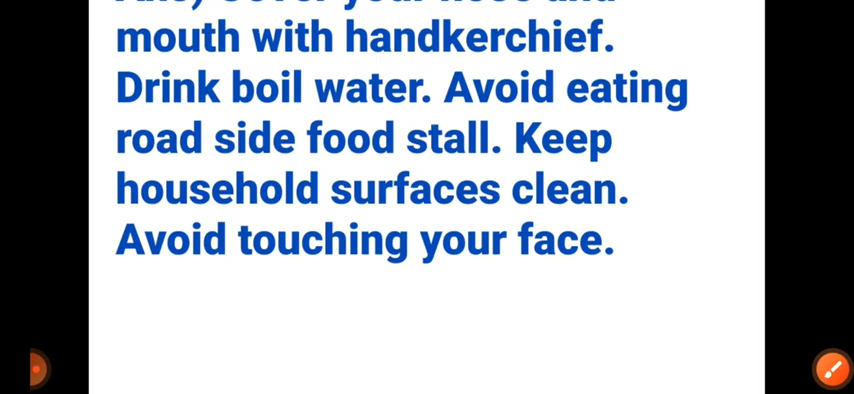 mouth with handkerchief.
Drink boil water. Avoid eating
road side food stall. Keep
household surfaces clean.
Avoid touching your face.